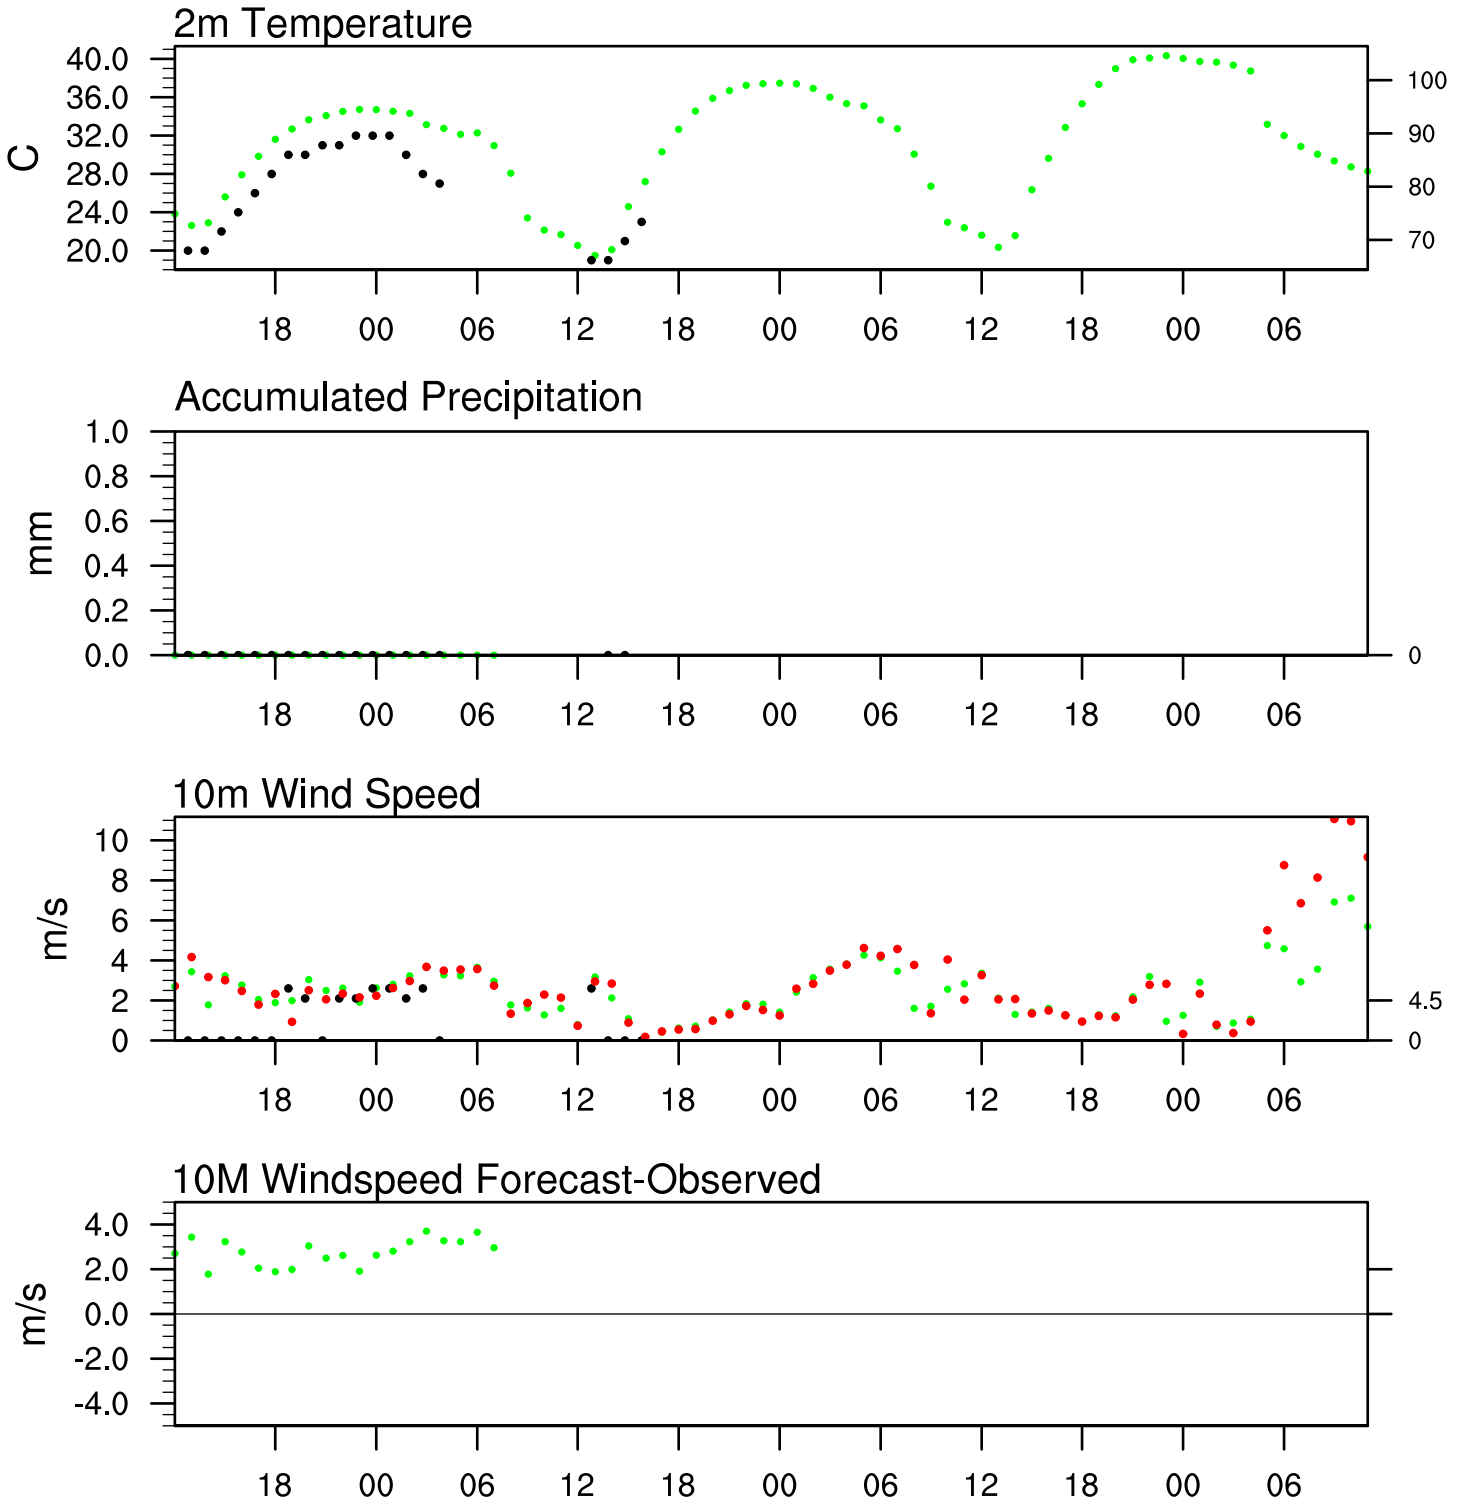 2m Temperature
40.0
36.0
32.0
28.0
24.0
20.0
C
100
90
80
70
18 00 06 12 18 00 06 12 18 00 06
Accumulated Precipitation
1.0
0.8
0.6
0.4
0.2
0.0
mm
0
18 00 06 12 18 00 06 12 18 00 06
10m Wind Speed
10
8
6
4
2
0
m/s
4.5
0
18 00 06 12 18 00 06 12 18 00 06
10M Windspeed Forecast-Observed
4.0
2.0
0.0
-2.0
-4.0
m/s
18 00 06 12 18 00 06 12 18 00 06